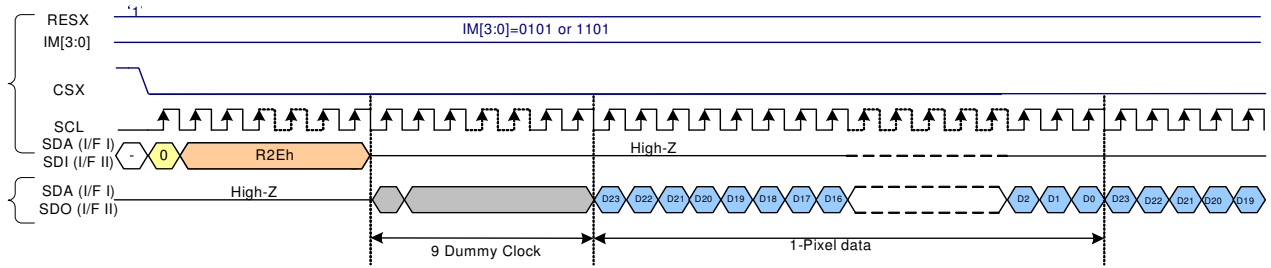 RESX '1'
IM[3:0] IM[3:0]=0101 or 1101
CSX
SCL
SDA (I/F I)
SDI (I/F II) - 0 R2Eh High-Z
SDA (I/F I)
SDO (I/F II) High-Z D23 D22 D21 D20 D19 D18 D17 D16 D2 D1 D0 D23 D22 D21 D20 D19
9 Dummy Clock 1-Pixel data